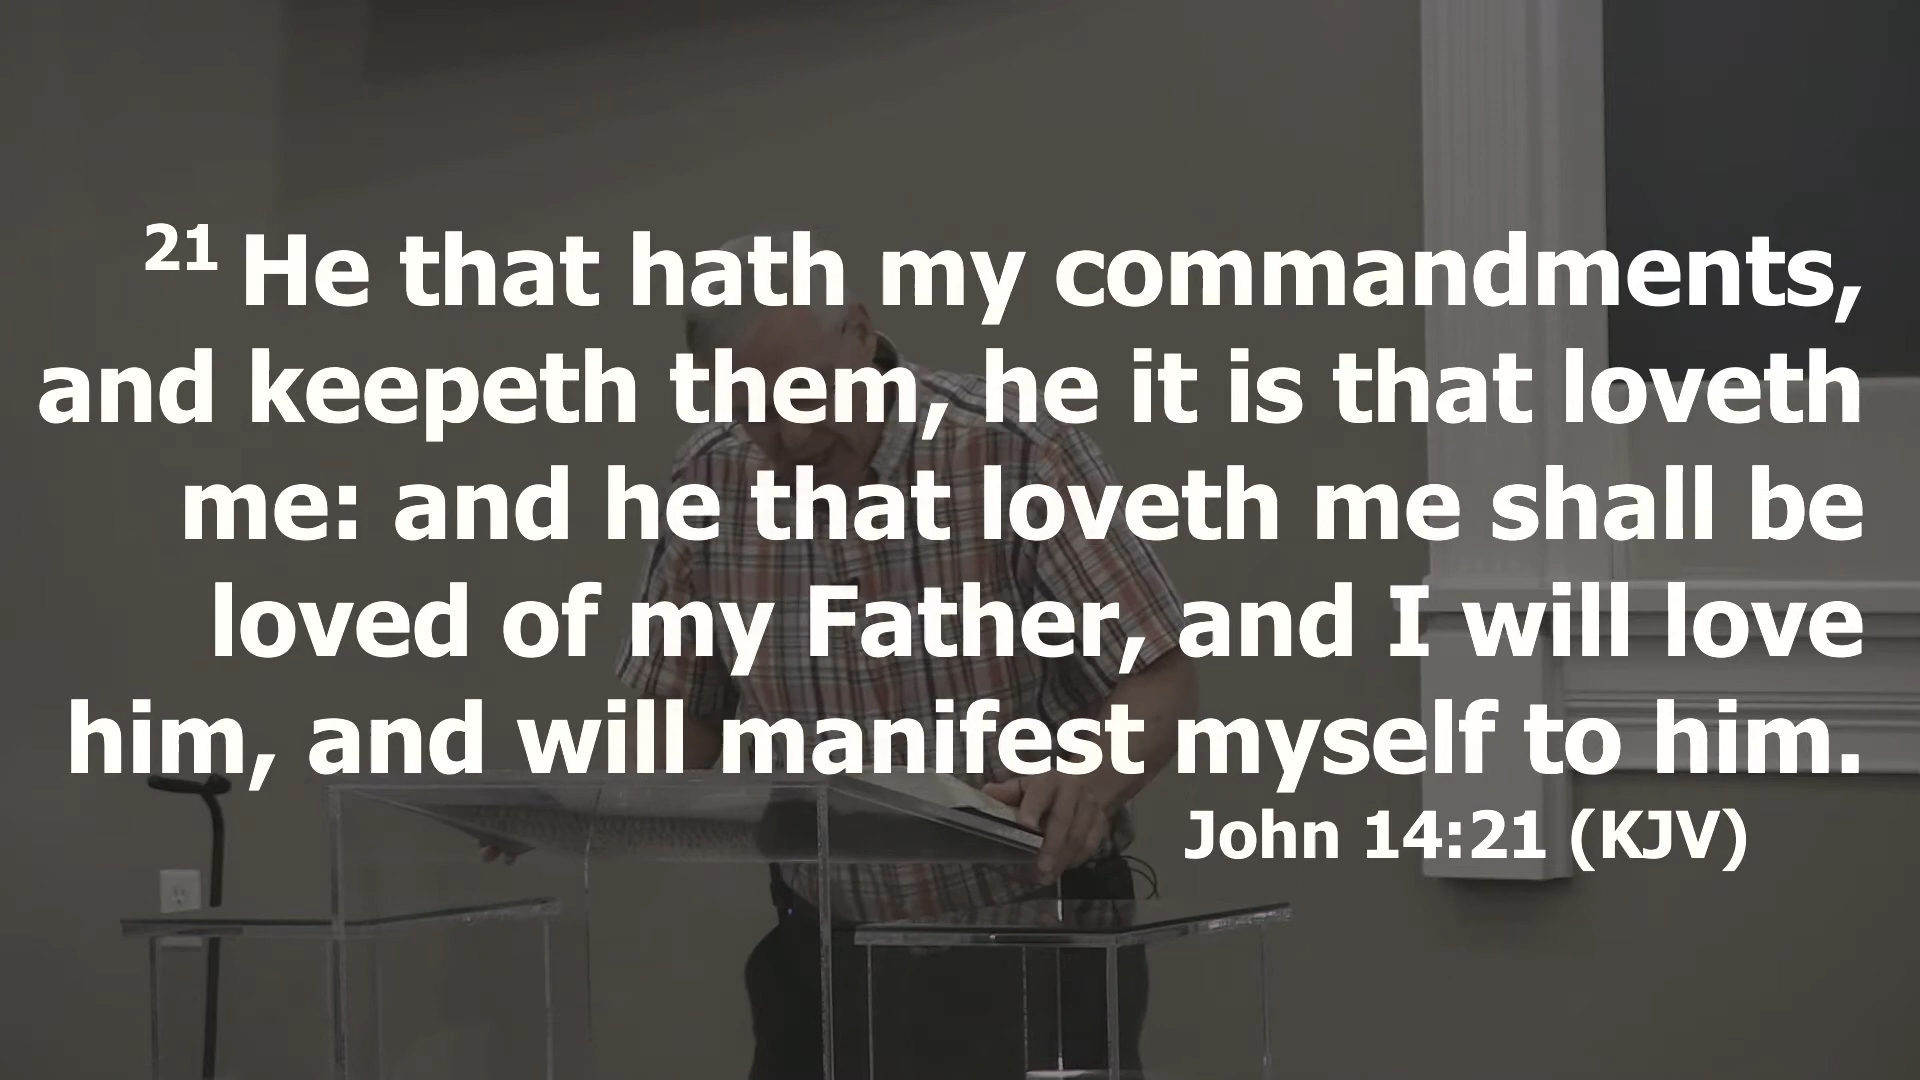 21 He that hath my commandments,
and keepeth them, he it is that loveth
me: and he that loveth me shall be
loved of my Father, and I will love
him, and will manifest myself to him.
John 14:21 (KJV)